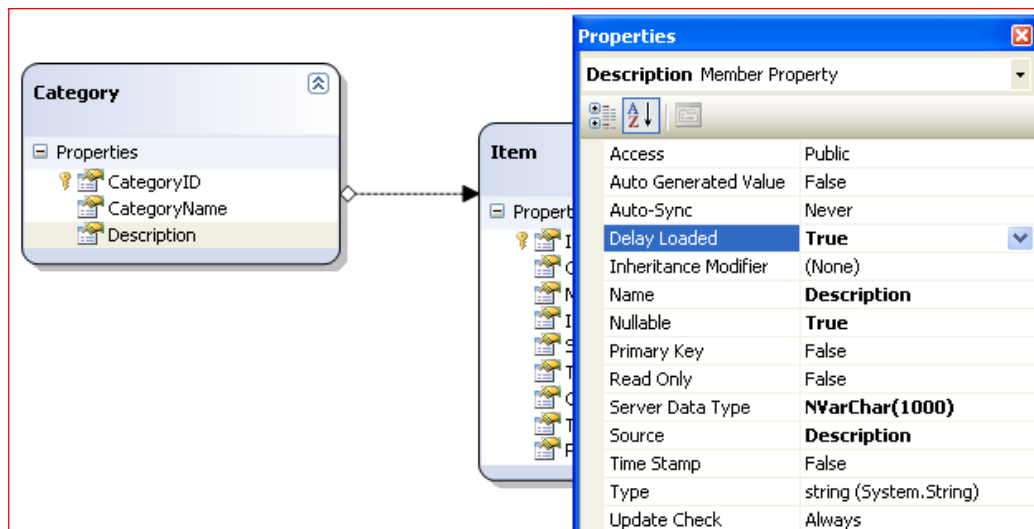 Category
Properties
CategoryID
CategoryName
Description
Item
Propert
Properties
Description Member Property
Access Public
Auto Generated Value False
Auto-Sync Never
Delay Loaded True
Inheritance Modifier (None)
Name Description
Nullable True
Primary Key False
Read Only False
Server Data Type NVarChar(1000)
Source Description
Time Stamp False
Type string (System.String)
Update Check Always